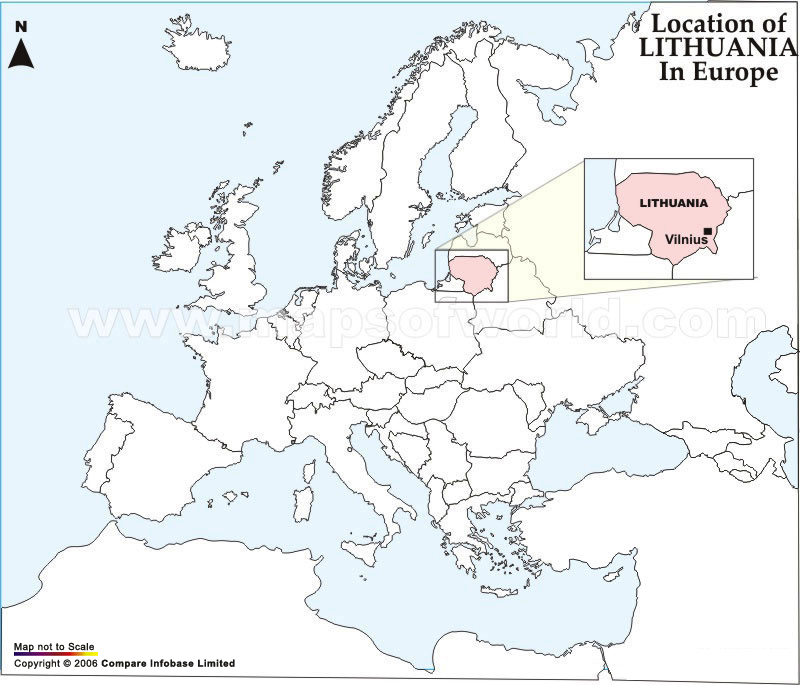 Location of
LITHUANIA
In Europe
N
LITHUANIA
Vilnius
www.mapsofworld.com
Map not to Scale
Copyright © 2006 Compare Infobase Limited